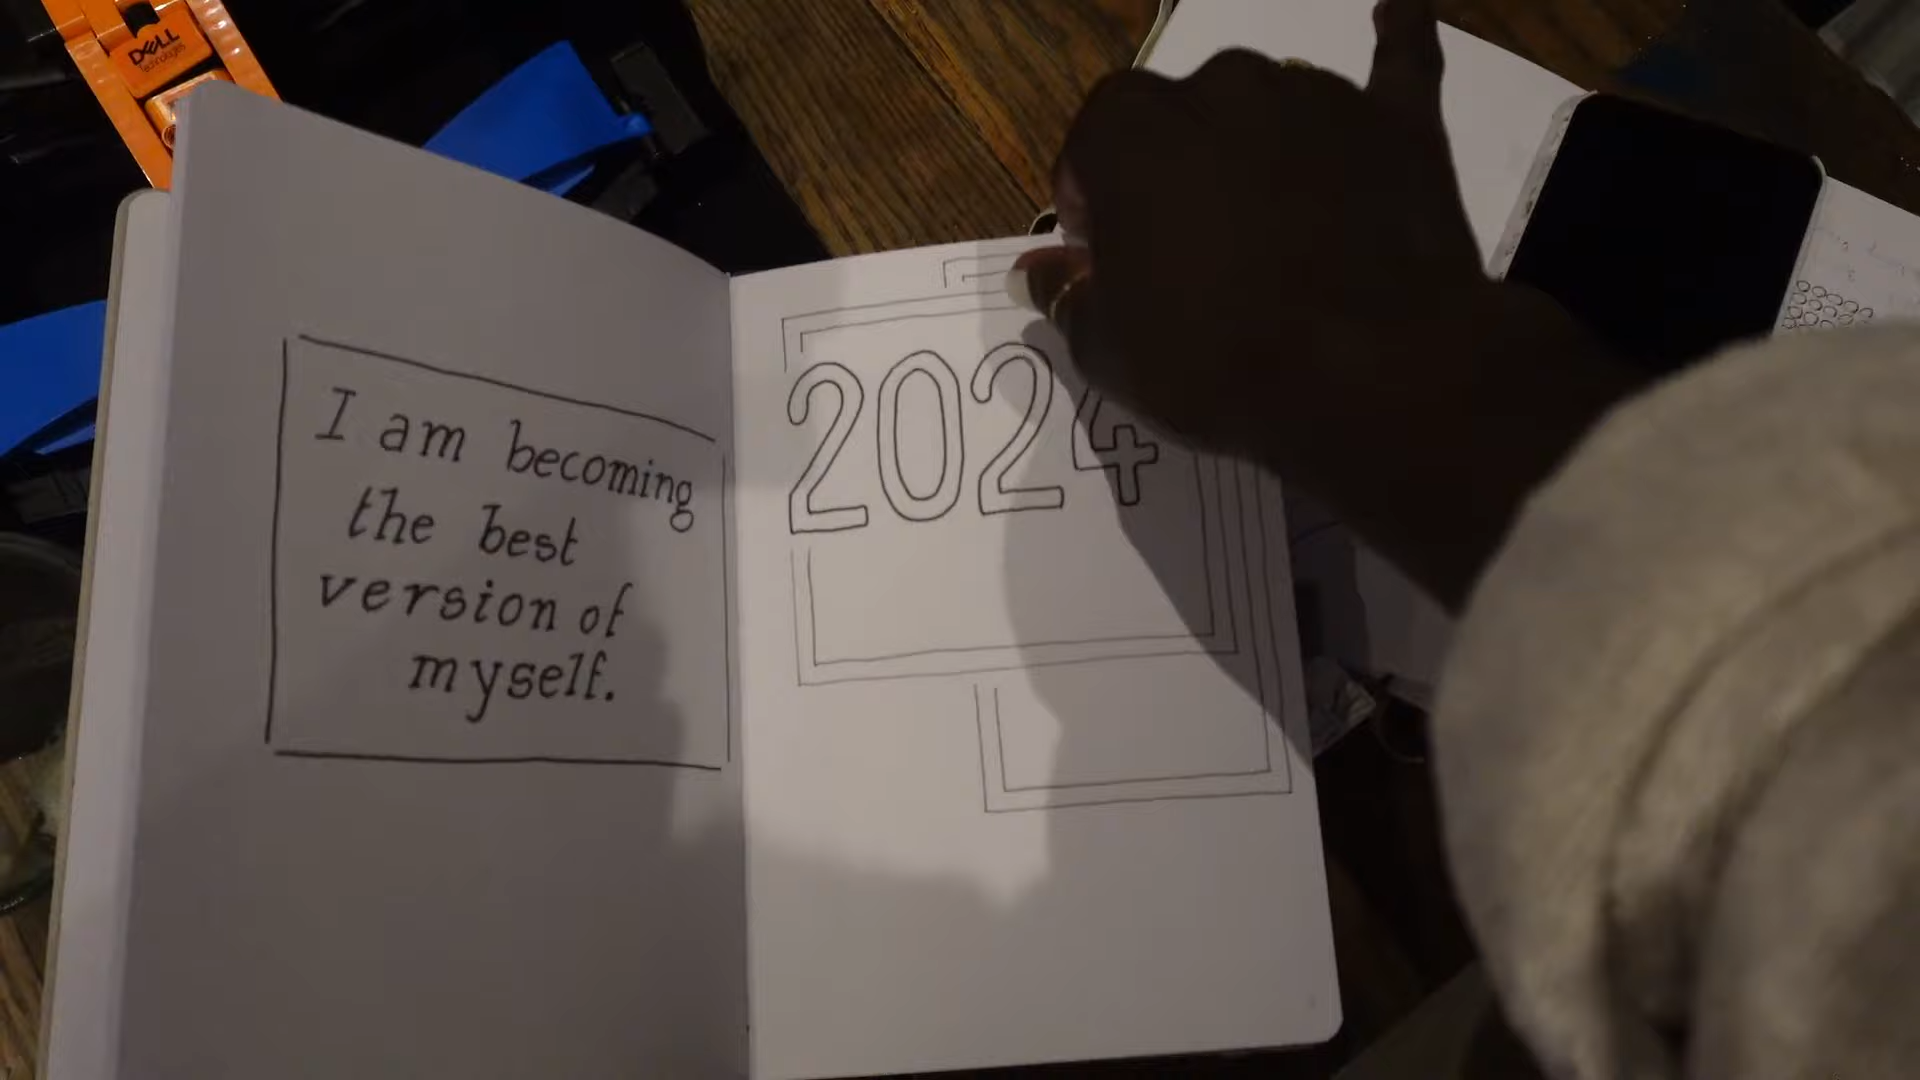 DELL
Technologies
I am becoming
the best
version of
myself.
2024